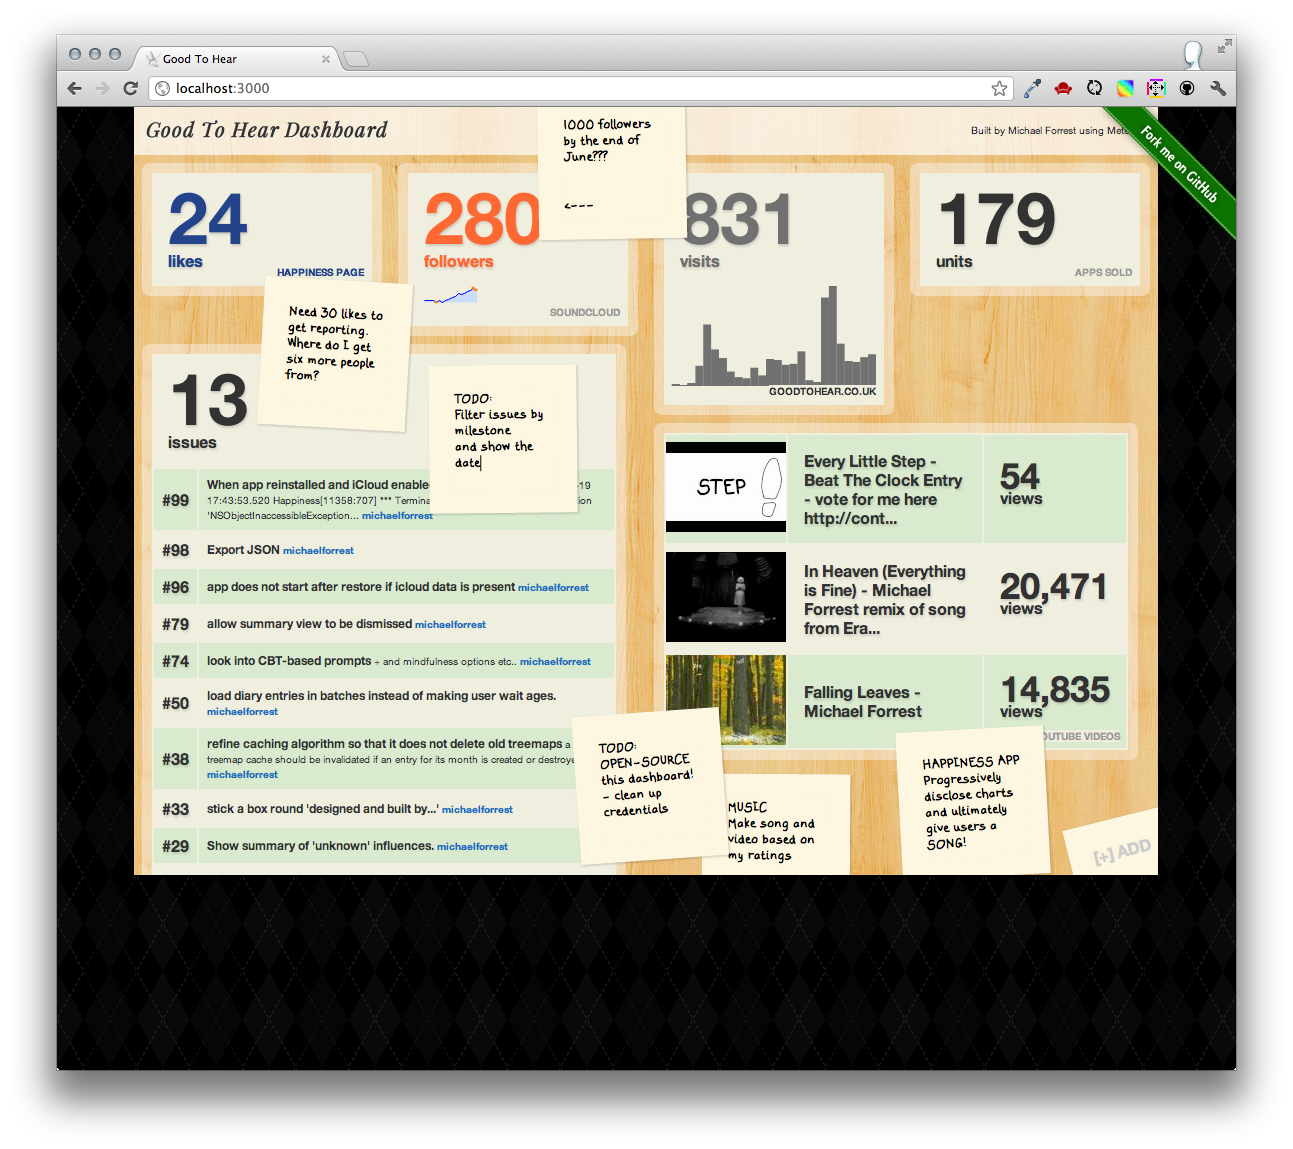 Good To Hear
localhost:3000
Good To Hear Dashboard
1000 followers
by the end of
June???
<---
Built by Michael Forrest using
Fork me on GitHub
24
likes
HAPPINESS PAGE
280
followers
SOUNDCLOUD
831
visits
GOODTOHEAR.CO.UK
179
units
APPS SOLD
Need 30 likes to
get reporting.
Where do I get
six more people
from?
TODO:
Filter issues by
milestone
and show the
date
13
issues
#99
When app reinstalled and iCloud
17:43:53.520 Happiness[11358:707] ***
'NSObjectInaccessibleException... michaelforrest
#98
Export JSON michaelforrest
#96
app does not start after restore if icloud data is present michaelforrest
#79
allow summary view to be dismissed michaelforrest
#74
look into CBT-based prompts + and mindfulness options etc.. michaelforrest
#50
load diary entries in batches instead of making user wait ages.
michaelforrest
#38
refine caching algorithm so that it does not delete old treemaps a
treemap cache should be invalidated if an entry for its month is created or
michaelforrest
#33
stick a box round 'designed and built by...' michaelforrest
#29
Show summary of 'unknown' influences. michaelforrest
STEP
Every Little Step -
Beat The Clock Entry
- vote for me here
http://cont...
54
views
In Heaven (Everything
is Fine) - Michael
Forrest remix of song
from Era...
20,471
views
Falling Leaves -
Michael Forrest
14,835
views
OUTUBE VIDEOS
TODO:
OPEN-SOURCE
this dashboard!
- clean up
credentials
MUSIC
Make song and
video based on
my ratings
HAPPINESS APP
Progressively
disclose charts
and ultimately
give users a
SONG!
[+] ADD